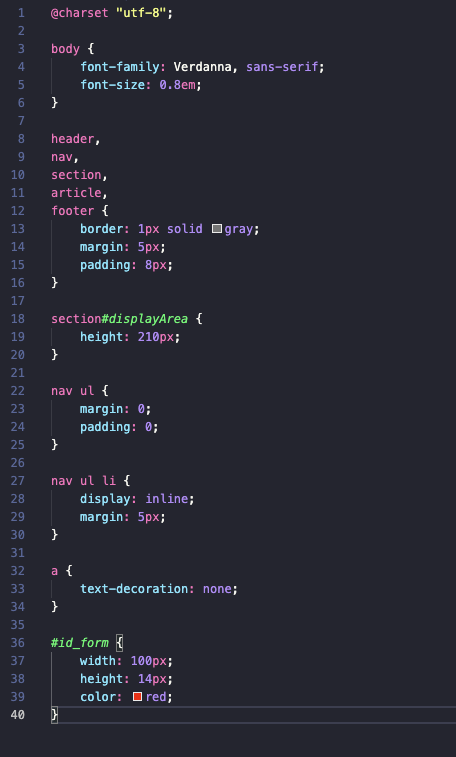 1 @charset "utf-8";
2
3 body {
4     font-family: Verdanna, sans-serif;
5     font-size: 0.8em;
6 }
7
8 header,
9 nav,
10 section,
11 article,
12 footer {
13     border: 1px solid gray;
14     margin: 5px;
15     padding: 8px;
16 }
17
18 section#displayArea {
19     height: 210px;
20 }
21
22 nav ul {
23     margin: 0;
24     padding: 0;
25 }
26
27 nav ul li {
28     display: inline;
29     margin: 5px;
30 }
31
32 a {
33     text-decoration: none;
34 }
35
36 #id_form {
37     width: 100px;
38     height: 14px;
39     color: red;
40 }